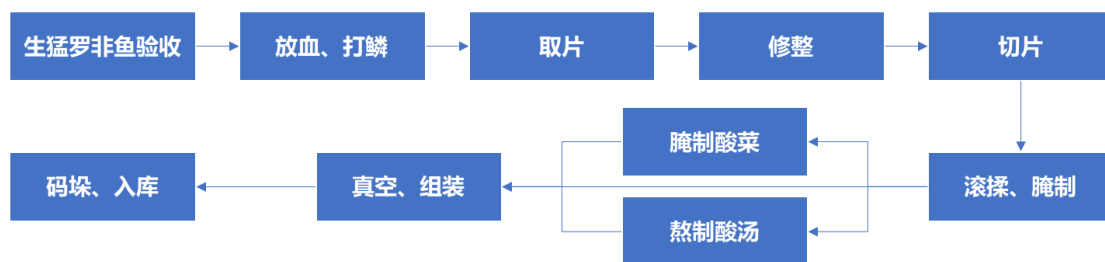 生猛罗非鱼验收
放血、打鳞
取片
修整
切片
腌制酸菜
码垛、入库
真空、组装
滚揉、腌制
熬制酸汤